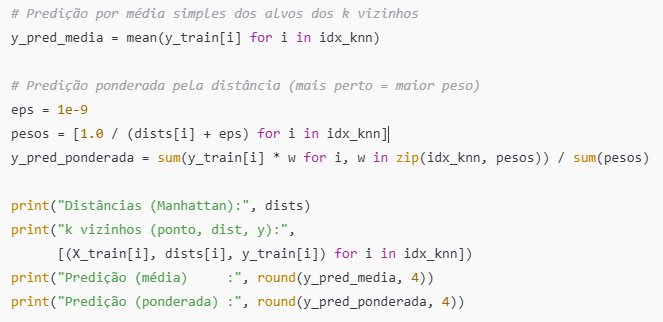 # Predição por média simples dos alvos dos k vizinhos
y_pred_media = mean(y_train[i] for i in idx_knn)
# Predição ponderada pela distância (mais perto = maior peso)
eps = 1e-9
pesos = [1.0 / (dists[i] + eps) for i in idx_knn]
y_pred_ponderada = sum(y_train[i] * w for i, w in zip(idx_knn, pesos)) / sum(pesos)
print("Distâncias (Manhattan):", dists)
print("k vizinhos (ponto, dist, y):",
      [(X_train[i], dists[i], y_train[i]) for i in idx_knn])
print("Predição (média)     :", round(y_pred_media, 4))
print("Predição (ponderada) :", round(y_pred_ponderada, 4))